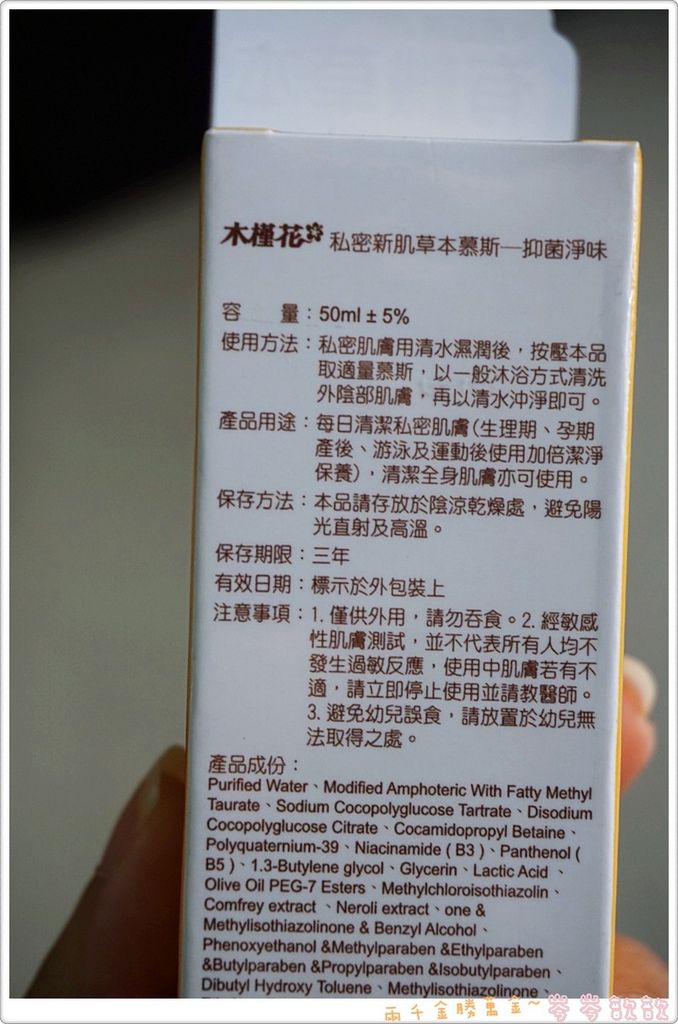 木槿花 私密新肌草本慕斯—抑菌淨味
容　　量：50ml ± 5%
使用方法：私密肌膚用清水濕潤後，按壓本品
取適量慕斯，以一般沐浴方式清洗
外陰部肌膚，再以清水沖淨即可。
產品用途：每日清潔私密肌膚(生理期、孕期
產後、游泳及運動後使用加倍潔淨
保養)，清潔全身肌膚亦可使用。
保存方法：本品請存放於陰涼乾燥處，避免陽
光直射及高溫。
保存期限：三年
有效日期：標示於外包裝上
注意事項：1. 僅供外用，請勿吞食。2. 經敏感
性肌膚測試，並不代表所有人均不
發生過敏反應，使用中肌膚若有不
適，請立即停止使用並請教醫師。
3. 避免幼兒誤食，請放置於幼兒無
法取得之處。
產品成份：
Purified Water、Modified Amphoteric With Fatty Methyl
Taurate、Sodium Cocopolyglucose Tartrate、Disodium
Cocopolyglucose Citrate、Cocamidopropyl Betaine、
Polyquaternium-39、Niacinamide ( B3 )、Panthenol (
B5 )、1.3-Butylene glycol、Glycerin、Lactic Acid 、
Olive Oil PEG-7 Esters、Methylchloroisothiazolin、
Comfrey extract 、Neroli extract、one &
Methylisothiazolinone & Benzyl Alcohol、
Phenoxyethanol &Methylparaben &Ethylparaben
&Butylparaben &Propylparaben &Isobutylparaben、
Dibutyl Hydroxy Toluene、Methylisothiazolinone、
兩千金勝萬金~岑岑歆歆